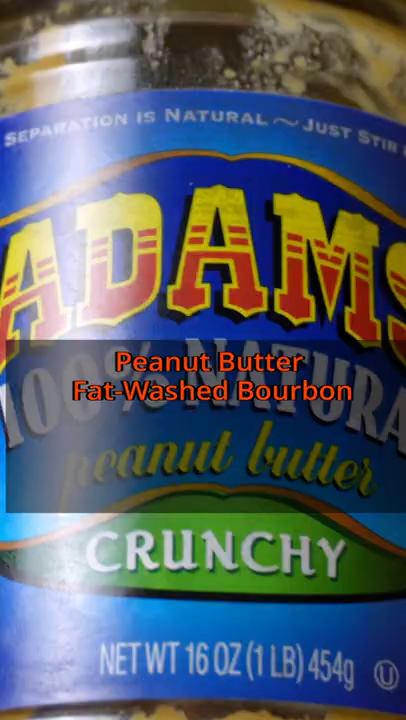 SEPARATION IS NATURAL ~ JUST STIR
ADAMS
100% NATURA
Peanut Butter
Fat-Washed Bourbon
peanut butter
CRUNCHY
NET WT 16 OZ (1 LB) 454g U